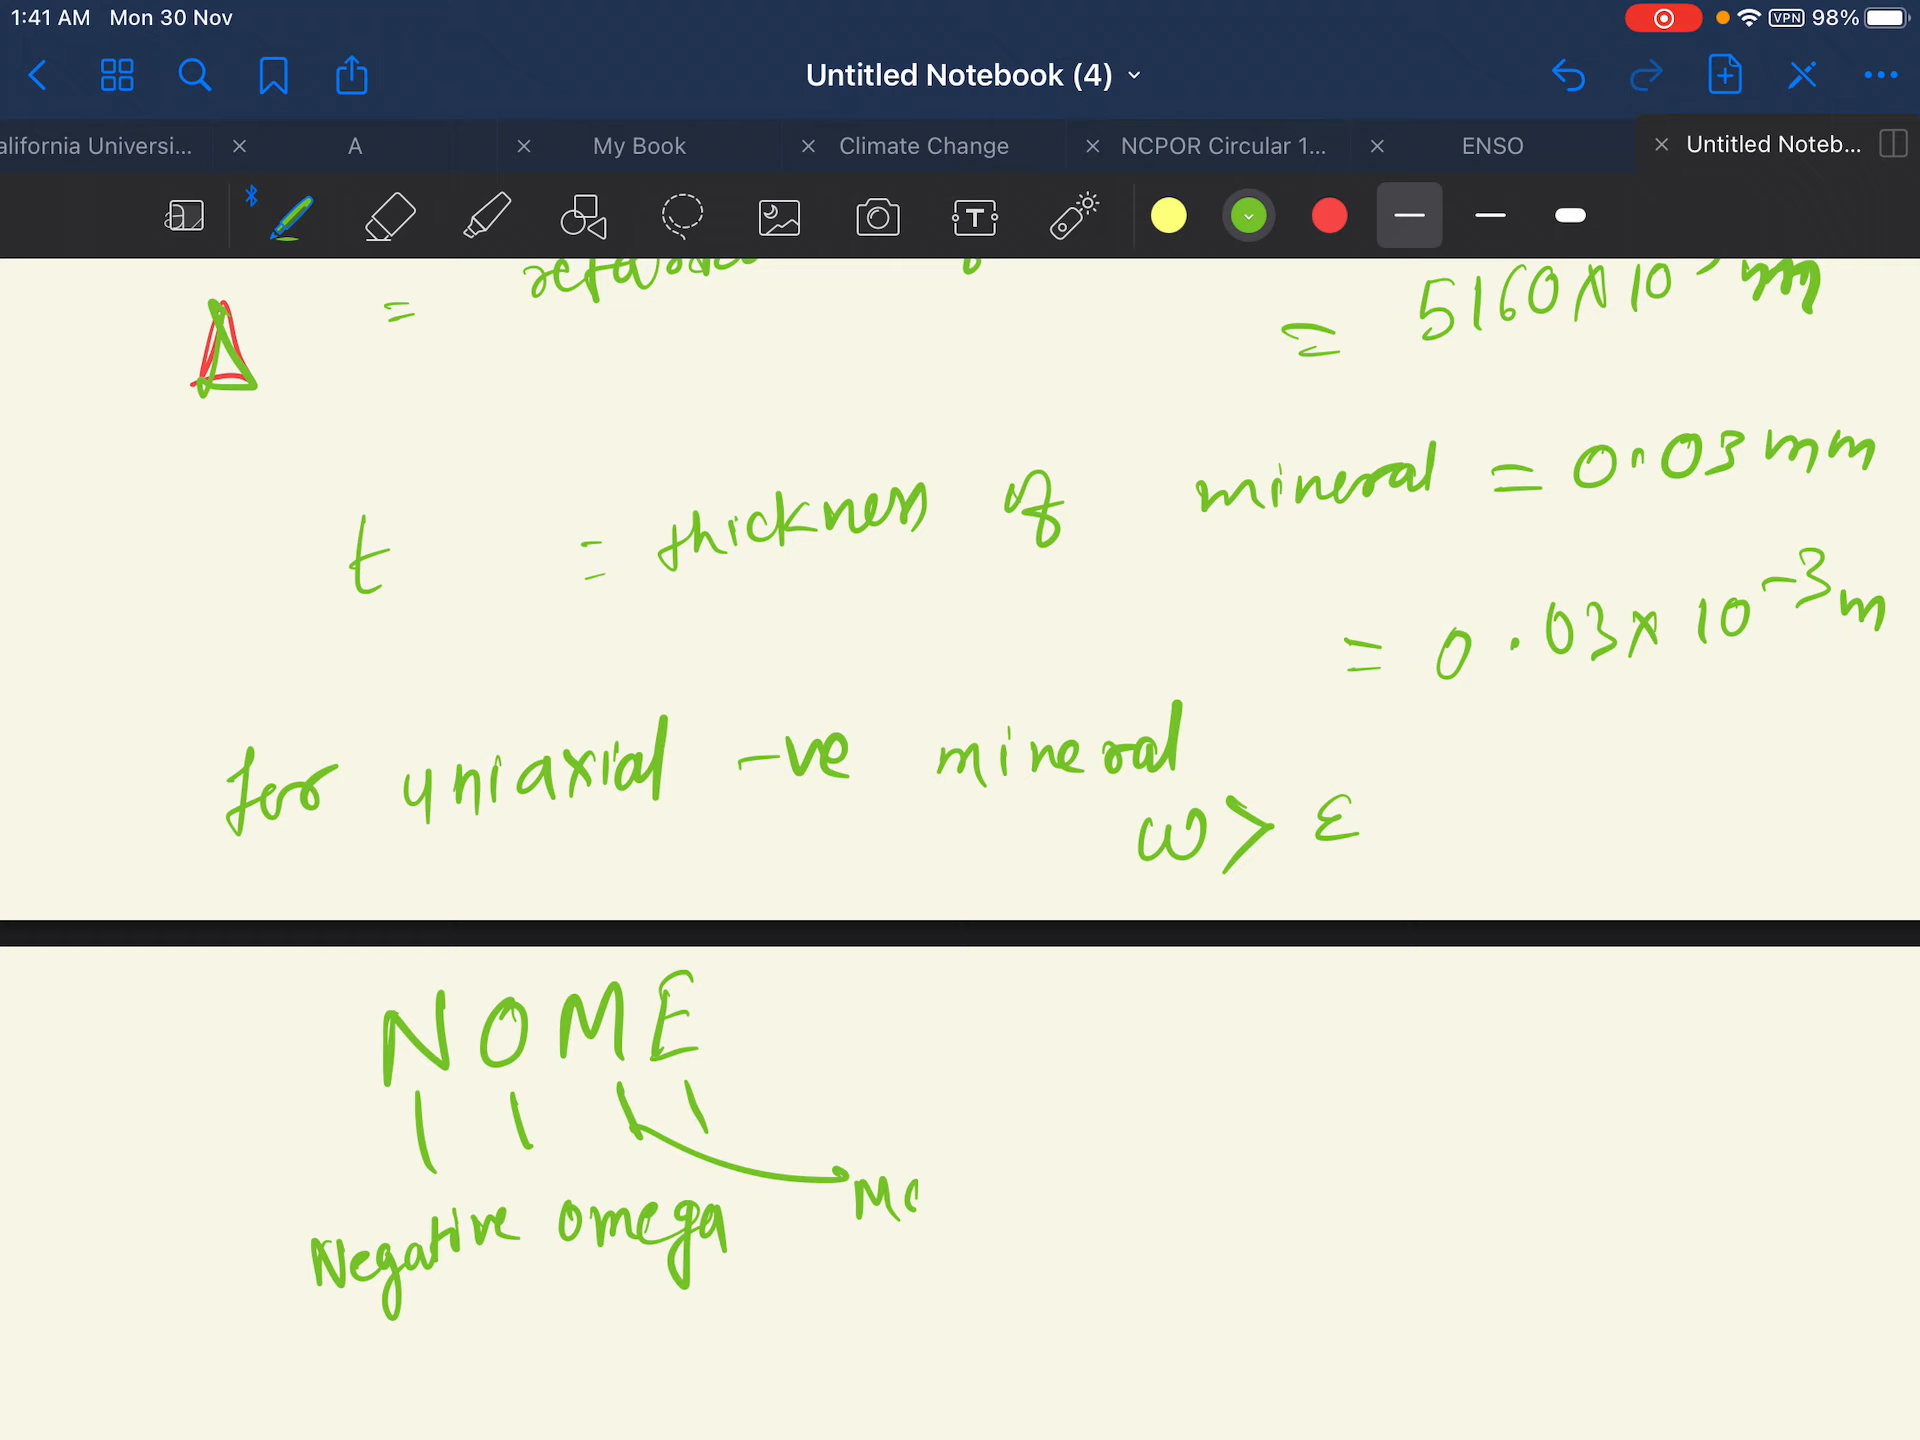 1:41 AM Mon 30 Nov
VPN 98%
Untitled Notebook (4)
alifornia Universi...
A
My Book
Climate Change
NCPOR Circular 1...
ENSO
Untitled Noteb...
Δ =
= 5160 × 10 m
t = thickness of mineral = 0.03 mm
= 0.03 × 10⁻³ m
for uniaxial -ve mineral
ω > ε
NOME
Negative omega